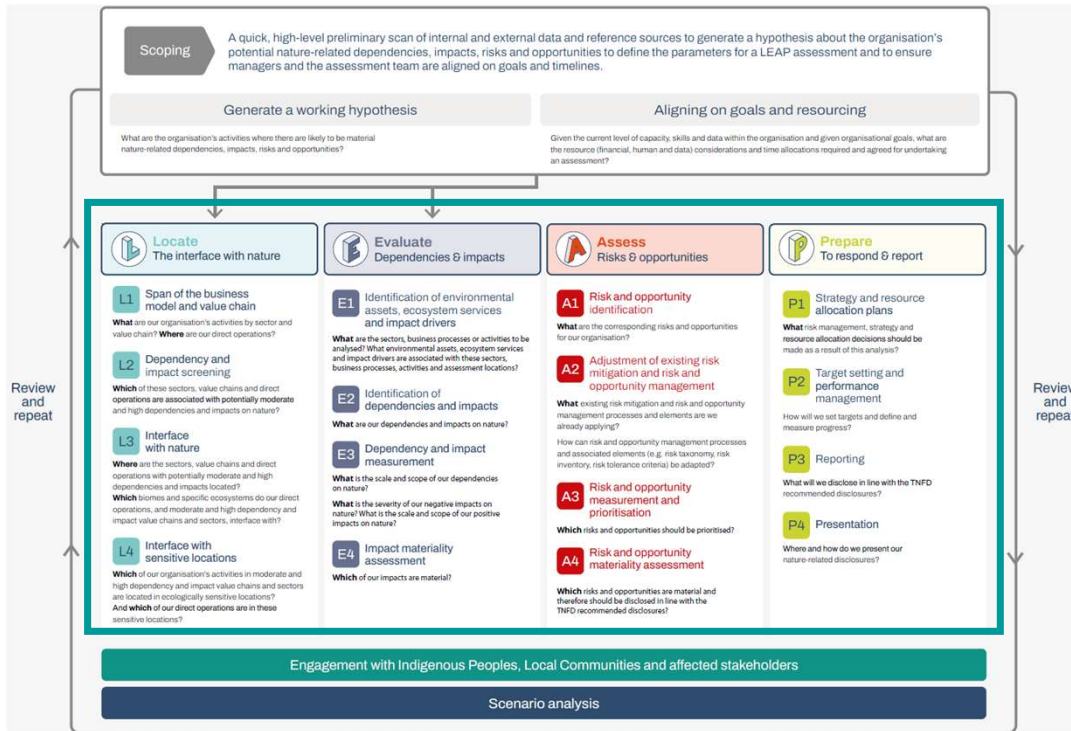 Scoping
A quick, high-level preliminary scan of internal and external data and reference sources to generate a hypothesis about the organisation's
potential nature-related dependencies, impacts, risks and opportunities to define the parameters for a LEAP assessment and to ensure
managers and the assessment team are aligned on goals and timelines.
Generate a working hypothesis
What are the organisation's activities where there are likely to be material
nature-related dependencies, impacts, risks and opportunities?
Aligning on goals and resourcing
Given the current level of capacity, skills and data within the organisation and given organisational goals, what are
the resource (financial, human and data) considerations and time allocations required and agreed for undertaking
an assessment?
Review
and
repeat
L
Locate
The interface with nature
L1
Span of the business
model and value chain
What are our organisation's activities by sector and
value chain? Where are our direct operations?
L2
Dependency and
impact screening
Which of these sectors, value chains and direct
operations are associated with potentially moderate
and high dependencies and impacts on nature?
L3
Interface
with nature
Where are the sectors, value chains and direct
operations with potentially moderate and high
dependencies and impacts located?
Which biomes and specific ecosystems do our direct
operations, and moderate and high dependency and
impact value chains and sectors, interface with?
L4
Interface with
sensitive locations
Which of our organisation's activities in moderate and
high dependency and impact value chains and sectors
are located in ecologically sensitive locations?
And which of our direct operations are in these
sensitive locations?
E
Evaluate
Dependencies & impacts
E1
Identification of environmental
assets, ecosystem services
and impact drivers
What are the sectors, business processes or activities to be
analysed? What environmental assets, ecosystem services
and impact drivers are associated with these sectors,
business processes, activities and assessment locations?
E2
Identification of
dependencies and impacts
What are our dependencies and impacts on nature?
E3
Dependency and impact
measurement
What is the scale and scope of our dependencies
on nature?
What is the severity of our negative impacts on
nature? What is the scale and scope of our positive
impacts on nature?
E4
Impact materiality
assessment
Which of our impacts are material?
A
Assess
Risks & opportunities
A1
Risk and opportunity
identification
What are the corresponding risks and opportunities
for our organisation?
A2
Adjustment of existing risk
mitigation and risk and
opportunity management
What existing risk mitigation and risk and opportunity
management processes and elements are we
already applying?
How can risk and opportunity management processes
and associated elements (e.g. risk taxonomy, risk
inventory, risk tolerance criteria) be adapted?
A3
Risk and opportunity
measurement and
prioritisation
Which risks and opportunities should be prioritised?
A4
Risk and opportunity
materiality assessment
Which risks and opportunities are material and
therefore should be disclosed in line with the
TNFD recommended disclosures?
P
Prepare
To respond & report
P1
Strategy and resource
allocation plans
What risk management, strategy and
resource allocation decisions should be
made as a result of this analysis?
P2
Target setting and
performance
management
How will we set targets and define and
measure progress?
P3
Reporting
What will we disclose in line with the TNFD
recommended disclosures?
P4
Presentation
Where and how do we present our
nature-related disclosures?
Review
and
repeat
Engagement with Indigenous Peoples, Local Communities and affected stakeholders
Scenario analysis